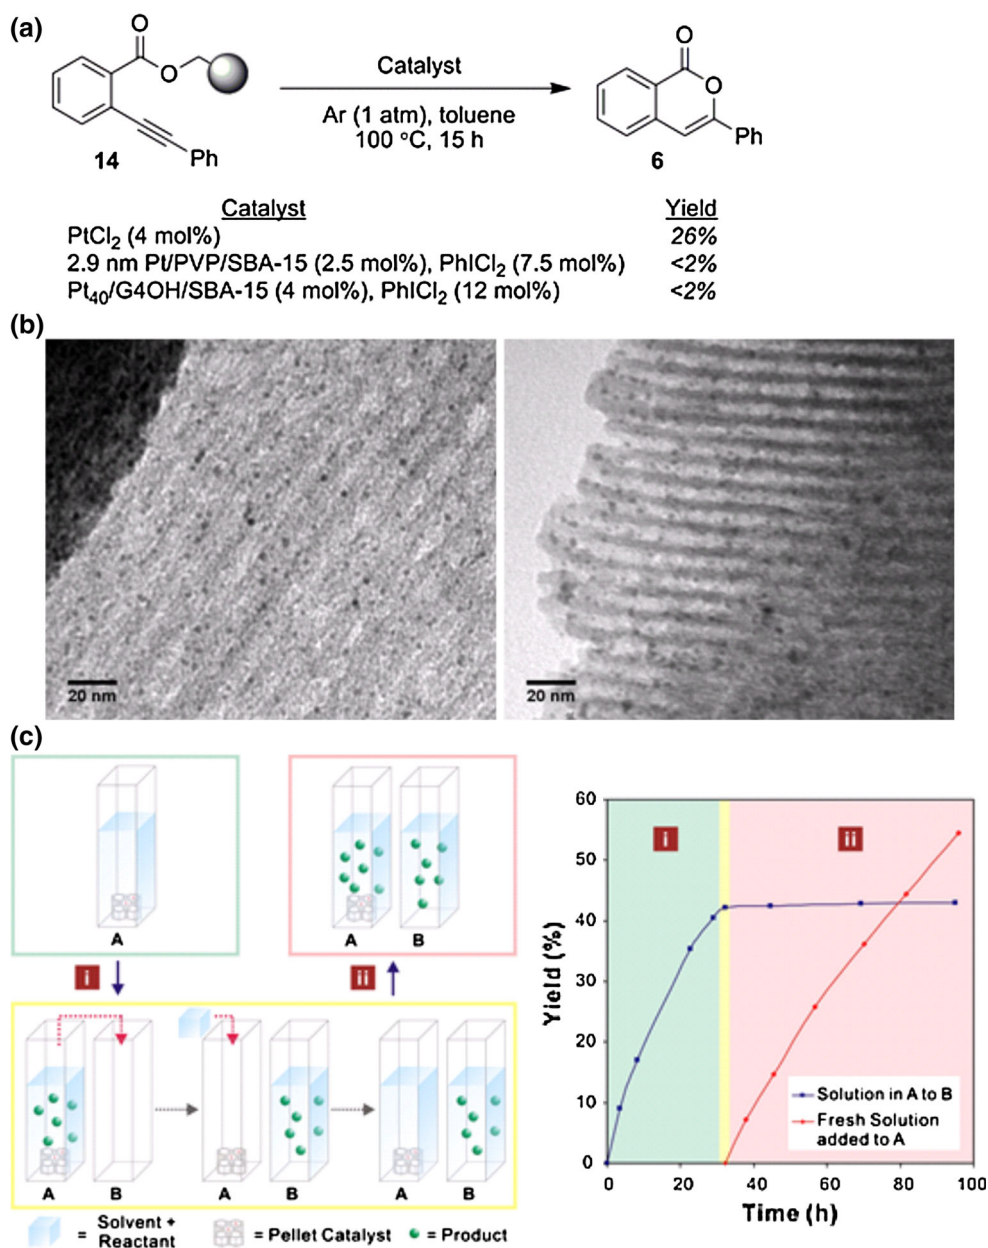 (a)
O
O
14
Ph
Catalyst
Ar (1 atm), toluene
100 °C, 15 h
O
O
Ph
6
Catalyst Yield
PtCl2 (4 mol%) 26%
2.9 nm Pt/PVP/SBA-15 (2.5 mol%), PhICl2 (7.5 mol%) <2%
Pt40/G4OH/SBA-15 (4 mol%), PhICl2 (12 mol%) <2%
(b)
20 nm
20 nm
(c)
A
A B
i
ii
A B
A B
A B
= Solvent + Reactant
= Pellet Catalyst
= Product
Yield (%)
60
50
40
30
20
10
0
i
ii
Solution in A to B
Fresh Solution
added to A
0 20 40 60 80 100
Time (h)